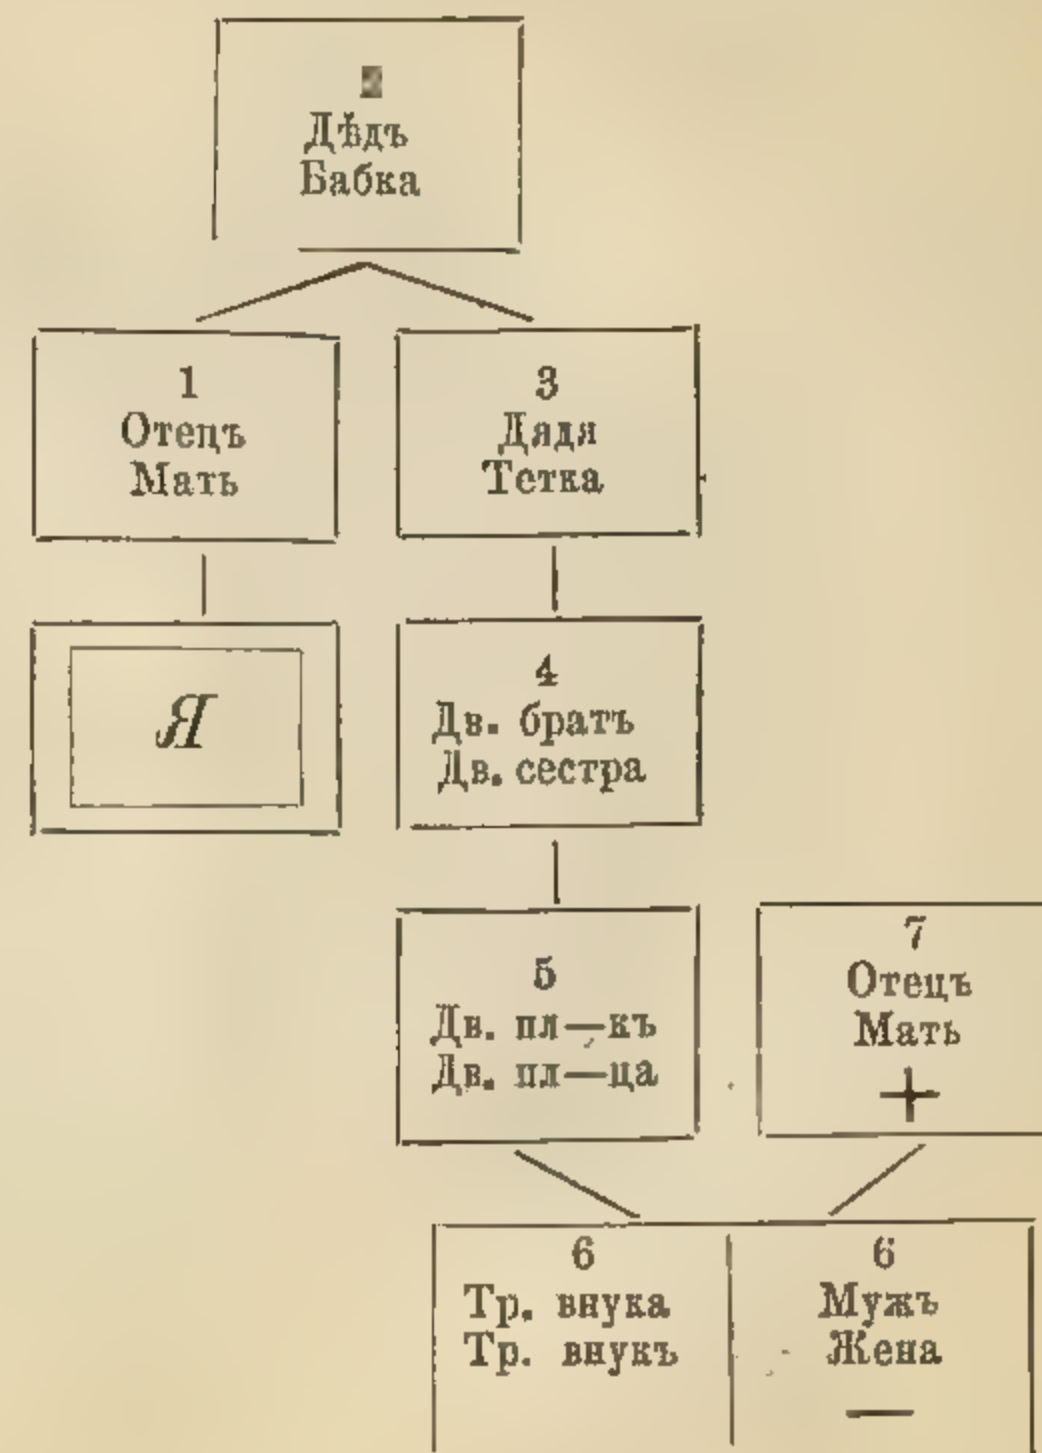 Дѣдъ
Бабка
1
Отецъ
Мать
3
Дядя
Тетка
Я
4
Дв. братъ
Дв. сестра
5
Дв. пл—къ
Дв. пл—ца
7
Отецъ
Мать
+
6
Тр. внука
Тр. внукъ
6
Мужъ
Жена
—